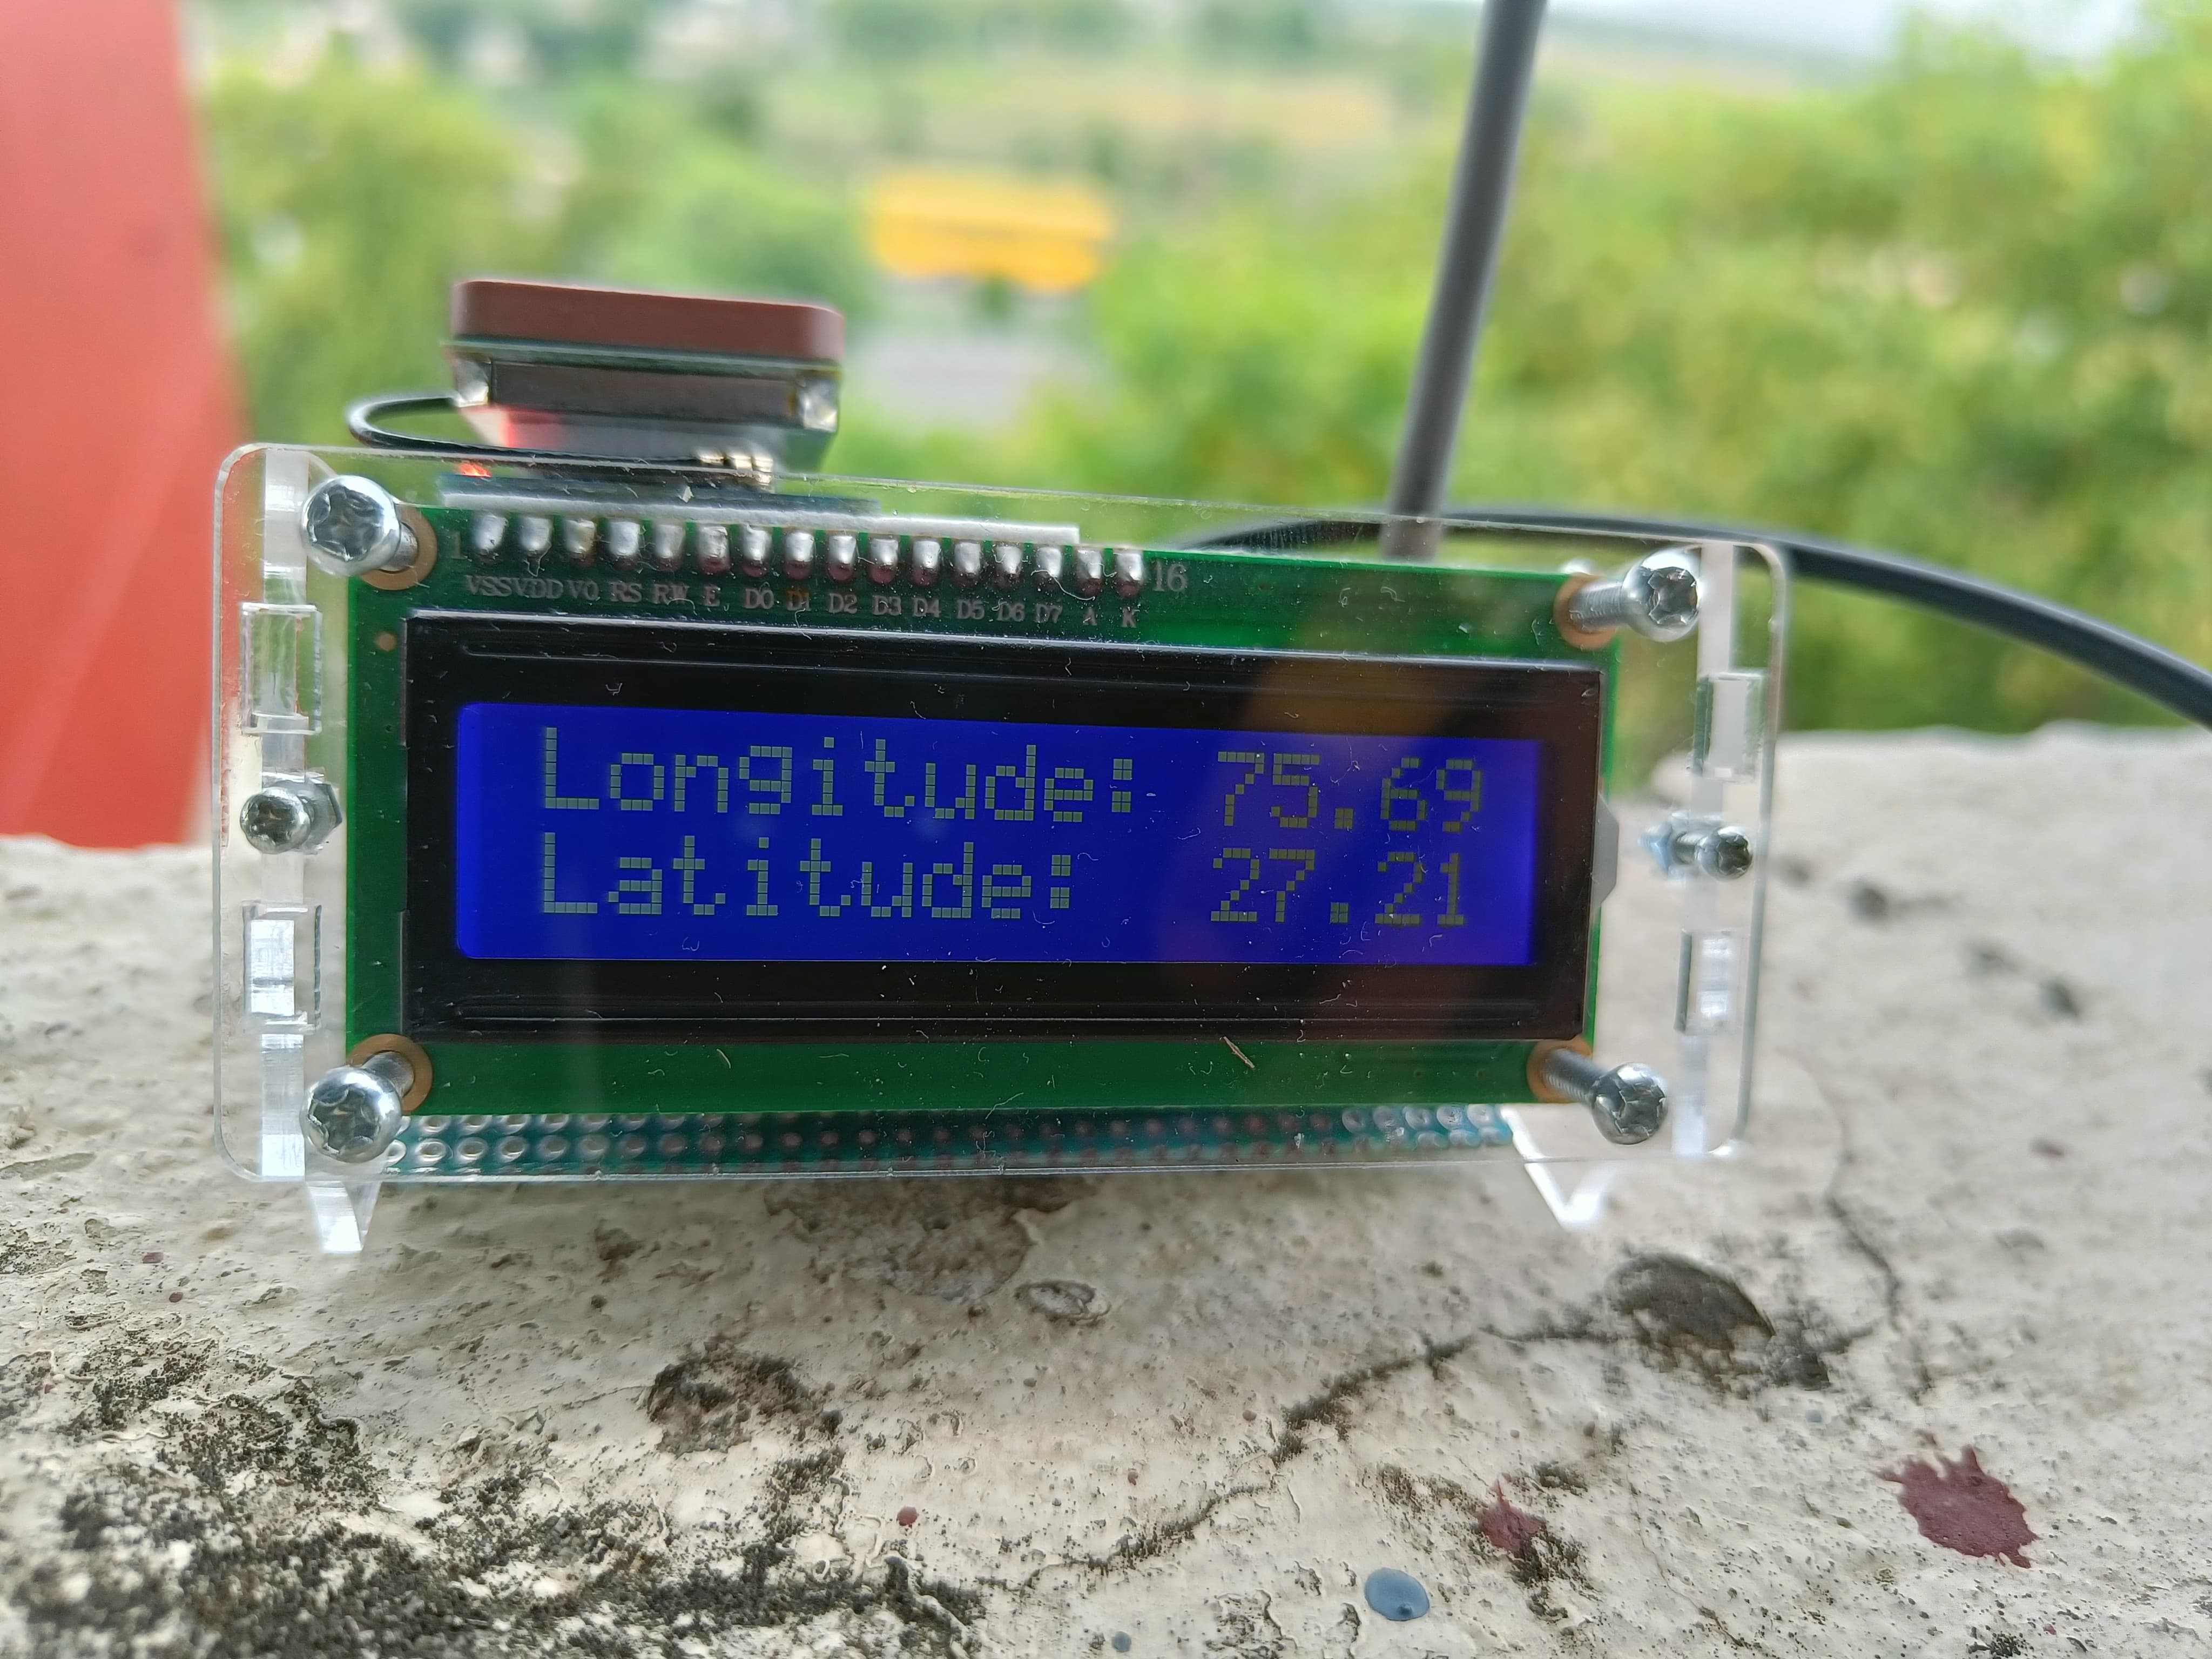 1 16
VSS VDD V0 RS RW E D0 D1 D2 D3 D4 D5 D6 D7 A K
Longitude: 75.69
Latitude: 27.21